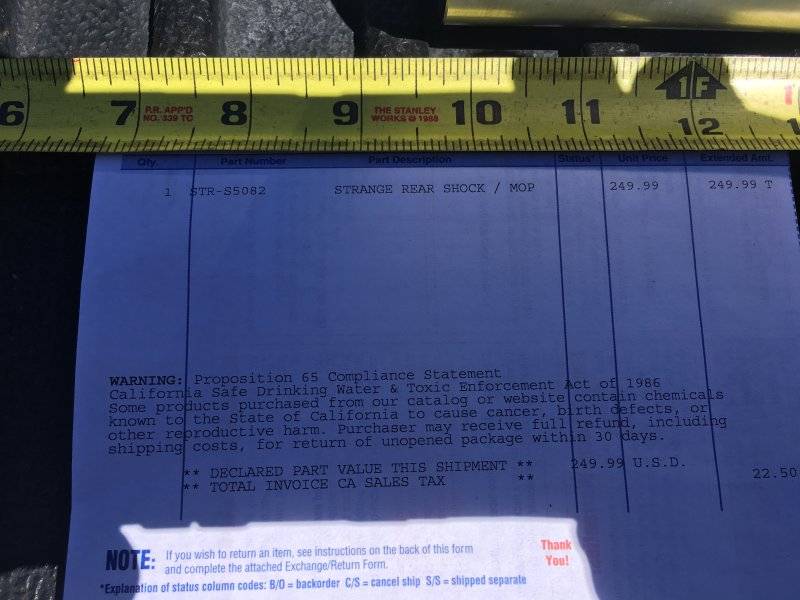 6 7 P.R. APP'D 8 9 THE STANLEY 10 11 1F
NO. 339 TC WORKS © 1988 12 1
Qty. Part Number Part Description Status* Unit Price Extended Amt.
1 STR-S5082 STRANGE REAR SHOCK / MOP 249.99 249.99 T
WARNING: Proposition 65 Compliance Statement
California Safe Drinking Water & Toxic Enforcement Act of 1986
Some products purchased from our catalog or website contain chemicals
known to the State of California to cause cancer, birth defects, or
other reproductive harm. Purchaser may receive full refund, including
shipping costs, for return of unopened package within 30 days.
** DECLARED PART VALUE THIS SHIPMENT ** 249.99 U.S.D.
** TOTAL INVOICE CA SALES TAX ** 22.50
NOTE: If you wish to return an item, see instructions on the back of this form
and complete the attached Exchange/Return Form.
Thank
You!
*Explanation of status column codes: B/O = backorder C/S = cancel ship S/S = shipped separate